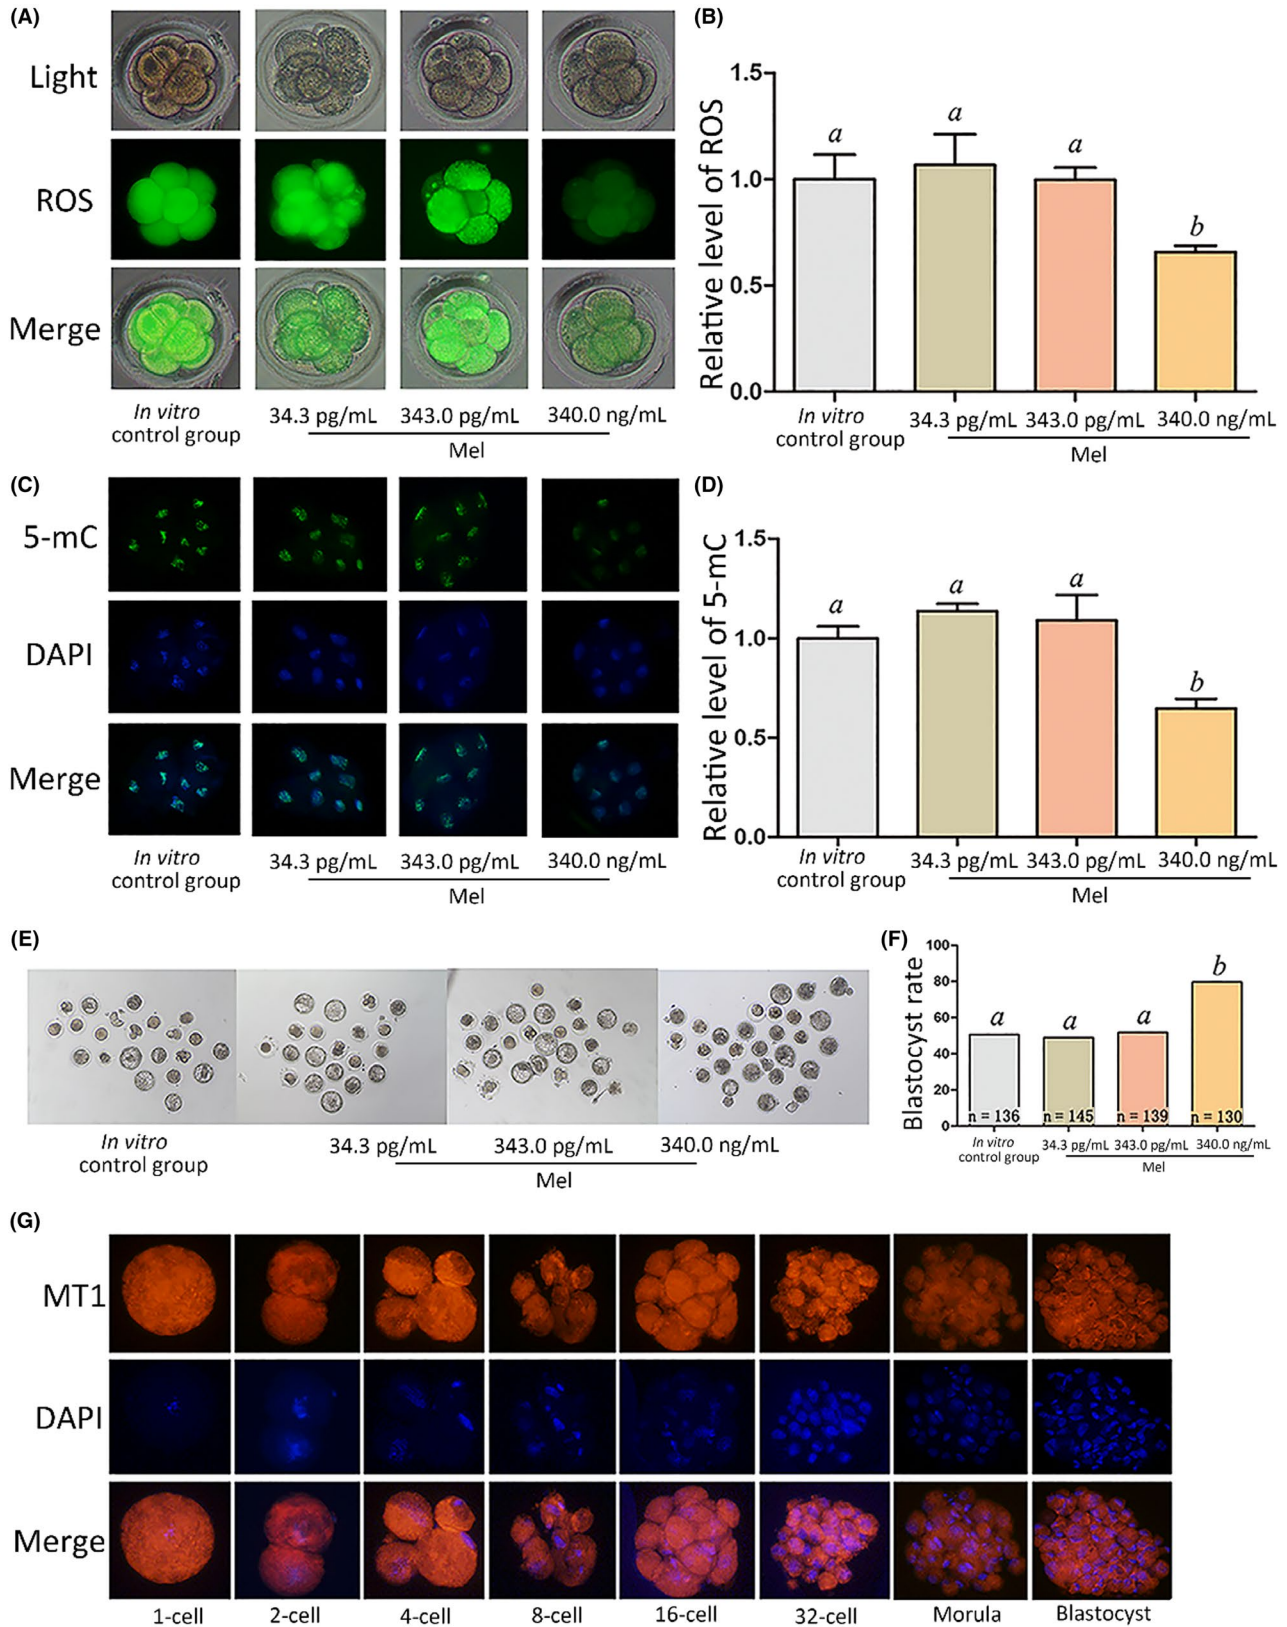 (A)
Light
ROS
Merge
In vitro
control group
34.3 pg/mL
343.0 pg/mL
340.0 ng/mL
Mel
(B)
Relative level of ROS
1.5
1.0
0.5
0.0
a
a
a
b
In vitro
control group
34.3 pg/mL
343.0 pg/mL
340.0 ng/mL
Mel
(C)
5-mC
DAPI
Merge
In vitro
control group
34.3 pg/mL
343.0 pg/mL
340.0 ng/mL
Mel
(D)
Relative level of 5-mC
1.5
1.0
0.5
0.0
a
a
a
b
In vitro
control group
34.3 pg/mL
343.0 pg/mL
340.0 ng/mL
Mel
(E)
In vitro
control group
34.3 pg/mL
343.0 pg/mL
340.0 ng/mL
Mel
(F)
Blastocyst rate
100
80
60
40
20
0
a
a
a
b
n = 136
n = 145
n = 139
n = 130
In vitro
control group
34.3 pg/mL
343.0 pg/mL
340.0 ng/mL
Mel
(G)
MT1
DAPI
Merge
1-cell
2-cell
4-cell
8-cell
16-cell
32-cell
Morula
Blastocyst